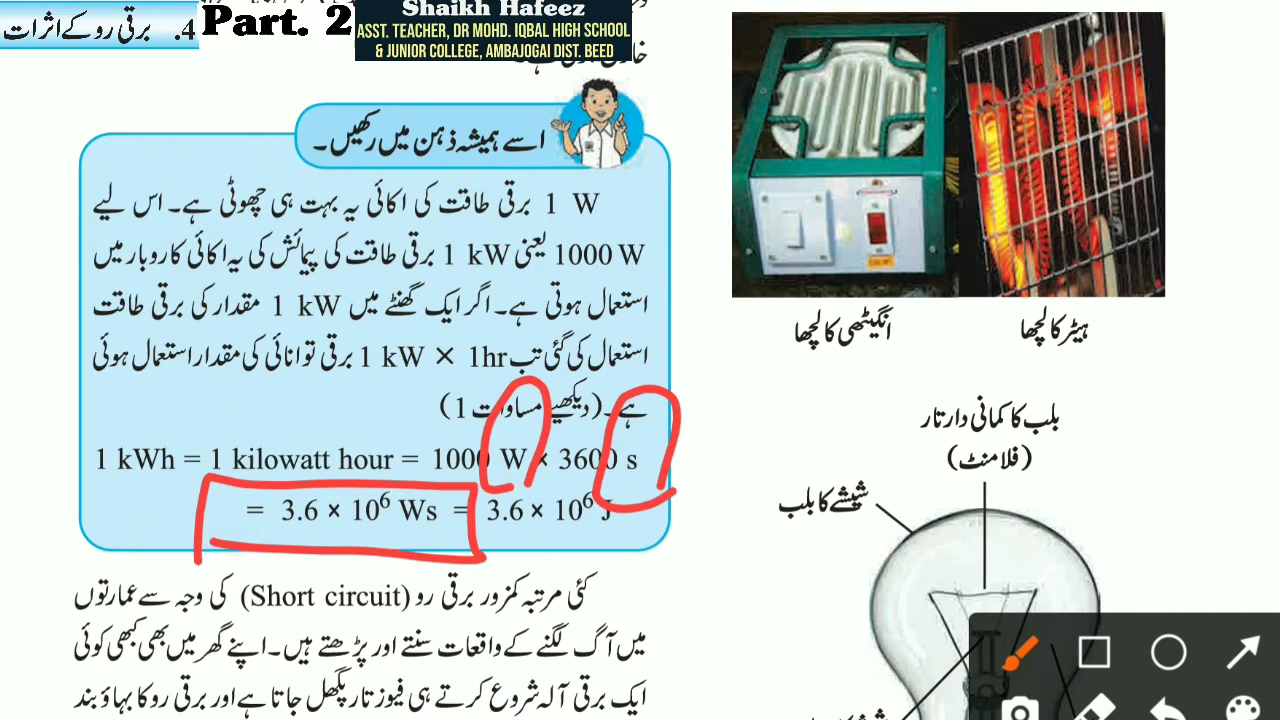 4. برقی رو کے اثرات
Part. 2
Shaikh Hafeez
ASST. TEACHER, DR MOHD. IQBAL HIGH SCHOOL
& JUNIOR COLLEGE, AMBAJOGAI DIST. BEED
اسے ہمیشہ ذہن میں رکھیں۔
1 W برقی طاقت کی اکائی یہ بہت ہی چھوٹی ہے۔ اس لیے
1000 W یعنی 1 kW برقی طاقت کی پیمائش کی یہ اکائی کاروبار میں
استعمال ہوتی ہے۔ اگر ایک گھنٹے میں 1 kW مقدار کی برقی طاقت
استعمال کی گئی تب 1 kW × 1hr برقی توانائی کی مقدار استعمال ہوئی
ہے۔ (دیکھیے مساوات 1)
1 kWh = 1 kilowatt hour = 1000 W × 3600 s
= 3.6 × 10⁶ Ws = 3.6 × 10⁶ J
کئی مرتبہ کمزور برقی رو (Short circuit) کی وجہ سے عمارتوں
میں آگ لگنے کے واقعات سنتے اور پڑھتے ہیں۔ اپنے گھر میں بھی کبھی کوئی
ایک برقی آلہ شروع کرتے ہی فیوز تار پگھل جاتا ہے اور برقی رو کا بہاؤ بند
انگیٹھی کا لچھا
ہیٹر کا لچھا
بلب کا کمانی دار تار
(فلامنٹ)
شیشے کا بلب